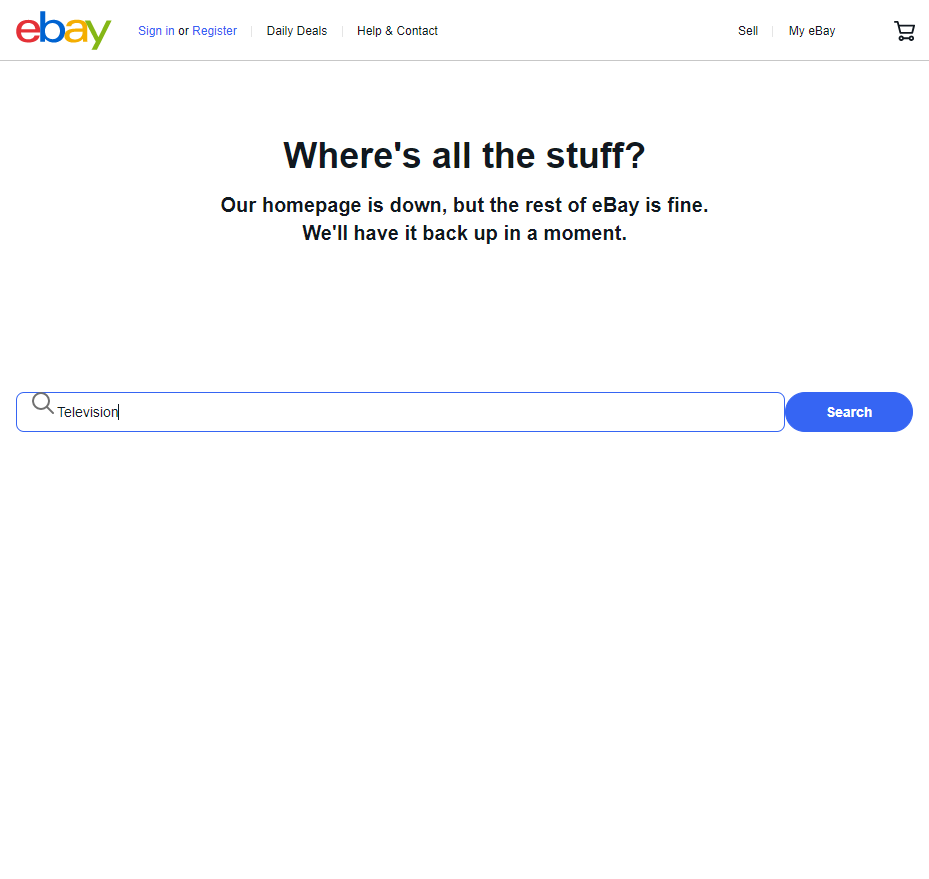 ebay
Sign in or Register
Daily Deals
Help & Contact
Sell
My eBay
Where's all the stuff?
Our homepage is down, but the rest of eBay is fine.
We'll have it back up in a moment.
Television
Search